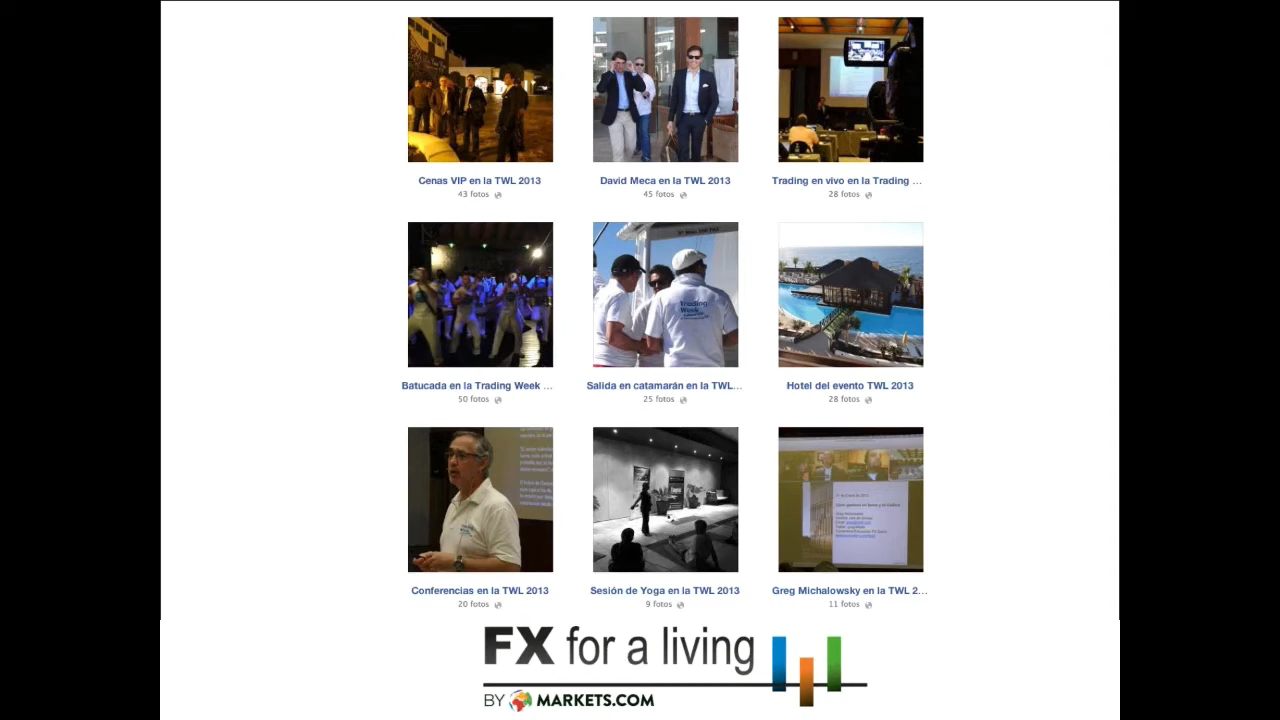 Cenas VIP en la TWL 2013
43 fotos
David Meca en la TWL 2013
45 fotos
Trading en vivo en la Trading ...
28 fotos
Trading
Week
Batucada en la Trading Week ...
50 fotos
Salida en catamarán en la TWL...
25 fotos
Hotel del evento TWL 2013
28 fotos
Conferencias en la TWL 2013
20 fotos
Sesión de Yoga en la TWL 2013
9 fotos
Greg Michalowsky en la TWL 2...
11 fotos
FX for a living
BY MARKETS.COM